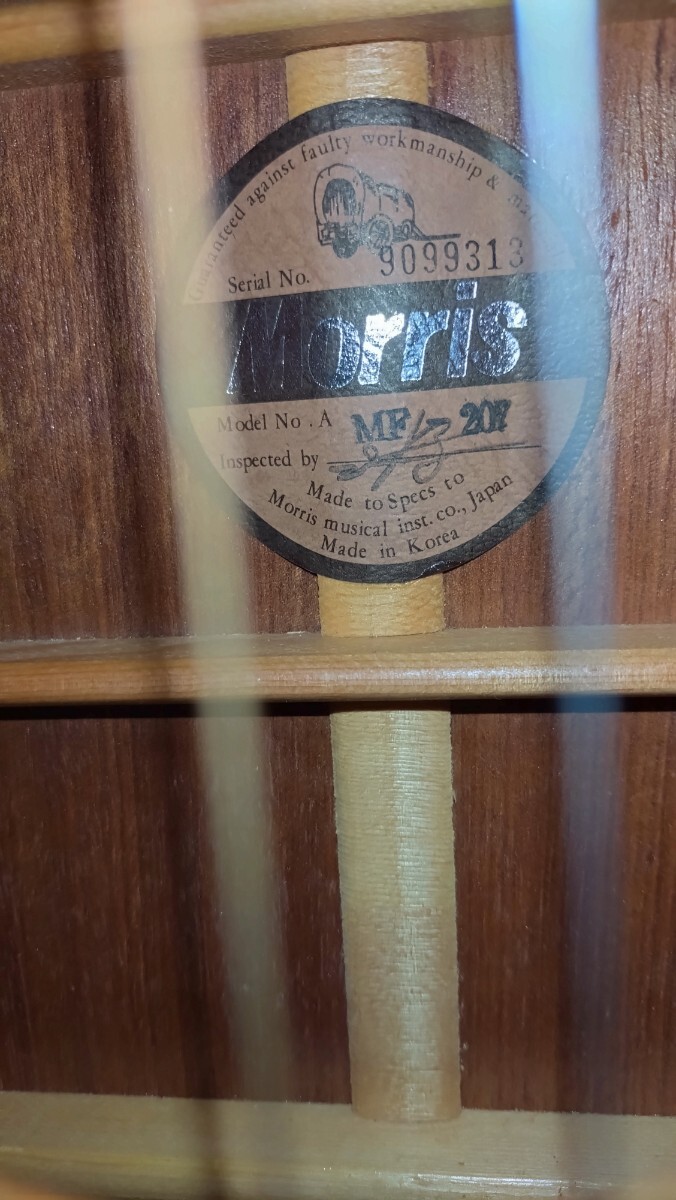 Guaranteed against faulty workmanship &
Serial No. 9099313
Morris
Model No. A MF-207
Inspected by
Made to Specs to
Morris musical inst. co., Japan
Made in Korea